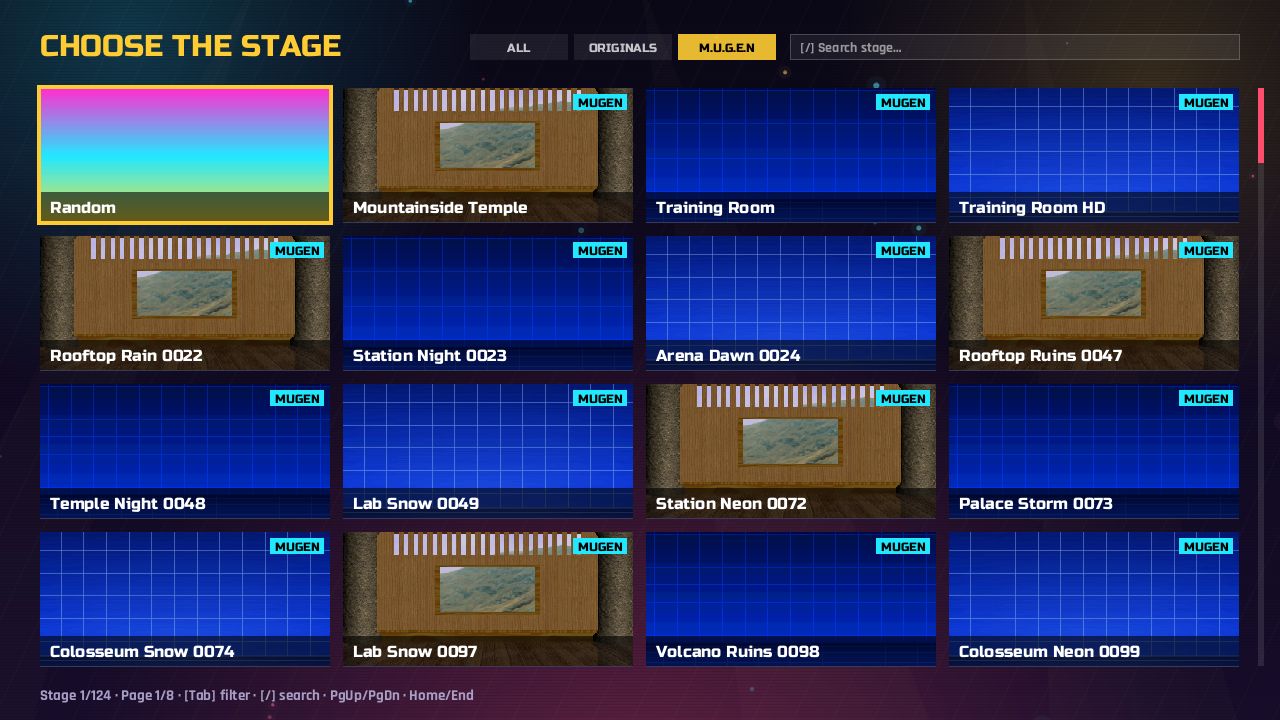 CHOOSE THE STAGE
ALL
ORIGINALS
M.U.G.E.N
[/] Search stage...
Random
MUGEN
Mountainside Temple
MUGEN
Training Room
MUGEN
Training Room HD
MUGEN
Rooftop Rain 0022
MUGEN
Station Night 0023
MUGEN
Arena Dawn 0024
MUGEN
Rooftop Ruins 0047
MUGEN
Temple Night 0048
MUGEN
Lab Snow 0049
MUGEN
Station Neon 0072
MUGEN
Palace Storm 0073
MUGEN
Colosseum Snow 0074
MUGEN
Lab Snow 0097
MUGEN
Volcano Ruins 0098
MUGEN
Colosseum Neon 0099
Stage 1/124 · Page 1/8 · [Tab] filter · [/] search · PgUp/PgDn · Home/End